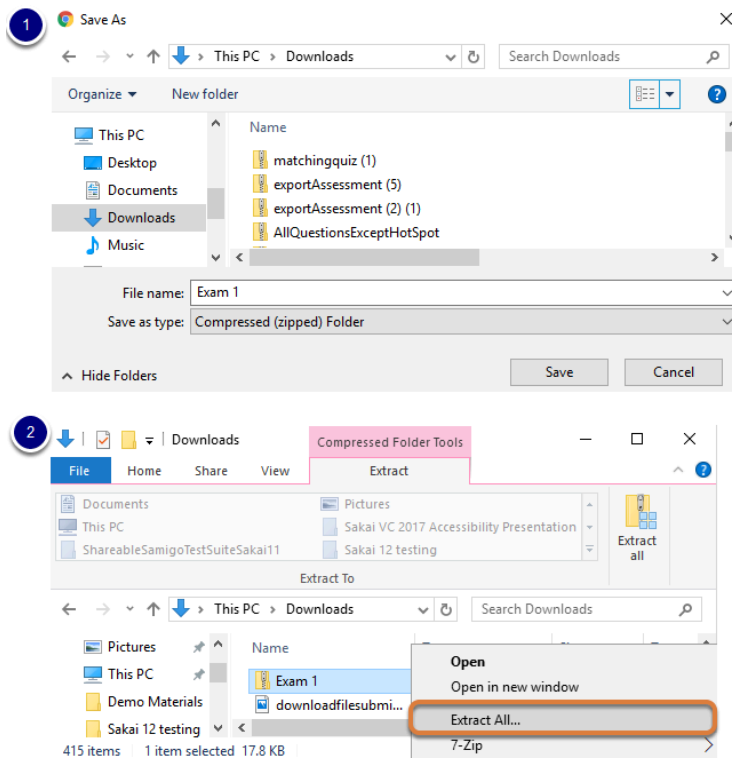 1
Save As
This PC > Downloads
Search Downloads
Organize
New folder
This PC
Desktop
Documents
Downloads
Music
Name
matchingquiz (1)
exportAssessment (5)
exportAssessment (2) (1)
AllQuestionsExceptHotSpot
File name: Exam 1
Save as type: Compressed (zipped) Folder
Hide Folders
Save
Cancel
2
Downloads
Compressed Folder Tools
File
Home
Share
View
Extract
Documents
This PC
ShareableSamigoTestSuiteSakai11
Pictures
Sakai VC 2017 Accessibility Presentation
Sakai 12 testing
Extract
all
Extract To
This PC > Downloads
Search Downloads
Pictures
This PC
Demo Materials
Sakai 12 testing
Name
Exam 1
downloadfilesubmi...
Open
Open in new window
Extract All...
7-Zip
415 items
1 item selected 17.8 KB